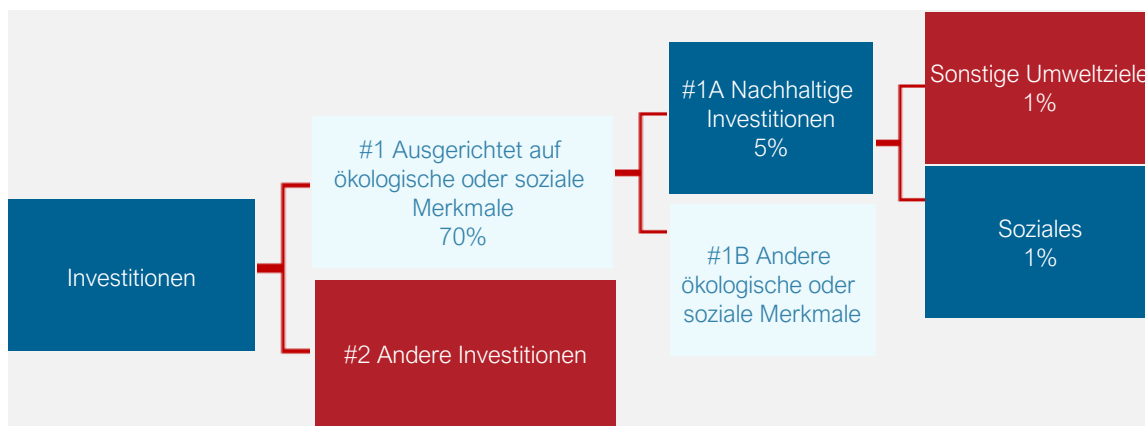 Investitionen
#1 Ausgerichtet auf
ökologische oder soziale
Merkmale
70%
#2 Andere Investitionen
#1A Nachhaltige
Investitionen
5%
#1B Andere
ökologische oder
soziale Merkmale
Sonstige Umweltziele
1%
Soziales
1%